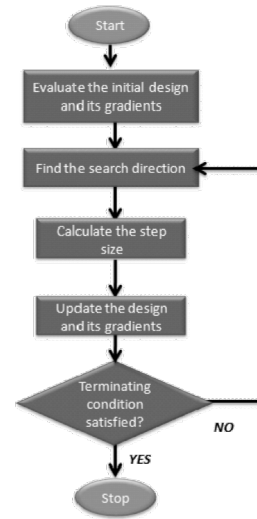 Start
Evaluate the initial design
and its gradients
Find the search direction
Calculate the step
size
Update the design
and its gradients
Terminating
condition
satisfied?
NO
YES
Stop